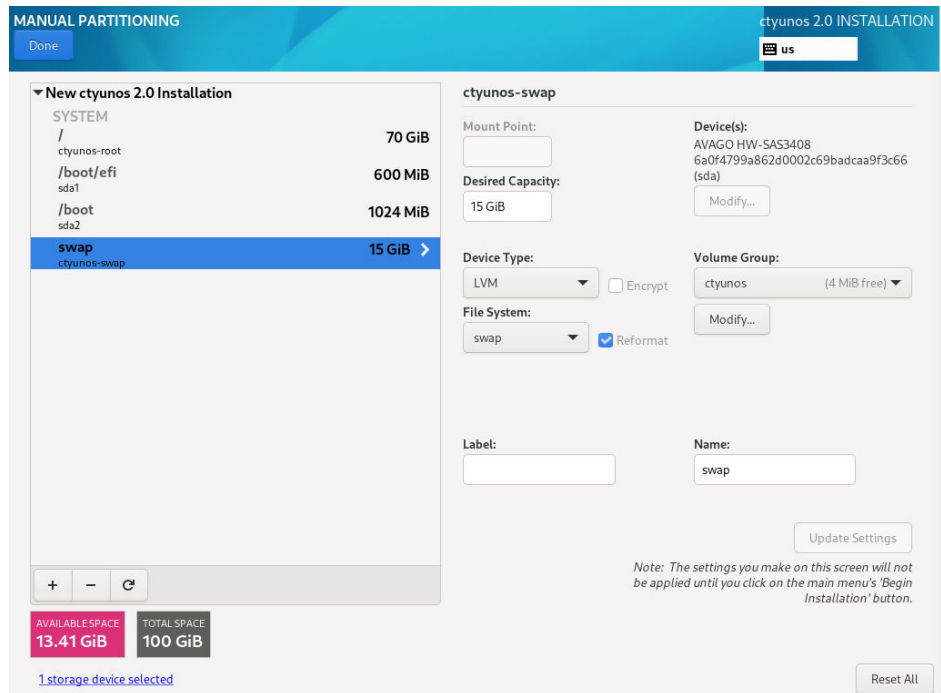 MANUAL PARTITIONING
Done
ctyunos 2.0 INSTALLATION
us
New ctyunos 2.0 Installation
SYSTEM
/ 70 GiB
ctyunos-root
/boot/efi 600 MiB
sda1
/boot 1024 MiB
sda2
swap 15 GiB
ctyunos-swap
+ −
AVAILABLE SPACE
13.41 GiB
TOTAL SPACE
100 GiB
1 storage device selected
ctyunos-swap
Mount Point:
Desired Capacity:
15 GiB
Device(s):
AVAGO HW-SAS3408
6a0f4799a862d0002c69badcaa9f3c66
(sda)
Modify...
Device Type:
LVM
Encrypt
Volume Group:
ctyunos (4 MiB free)
Modify...
File System:
swap
Reformat
Label:
Name:
swap
Update Settings
Note: The settings you make on this screen will not
be applied until you click on the main menu's 'Begin
Installation' button.
Reset All